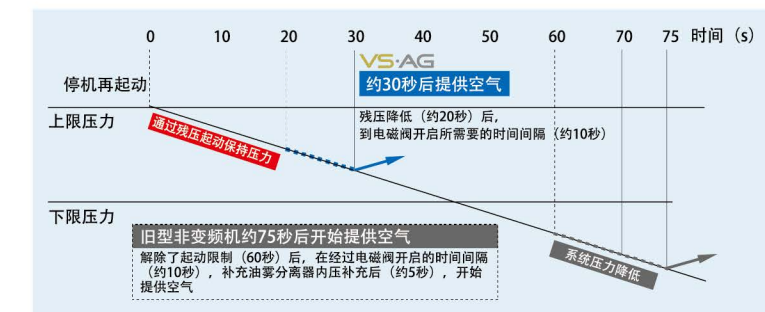 0 10 20 30 40 50 60 70 75 时间（s）
VS·AG
停机再起动
约30秒后提供空气
上限压力
通过残压起动保持压力
残压降低（约20秒）后，
到电磁阀开启所需要的时间间隔（约10秒）
下限压力
旧型非变频机约75秒后开始提供空气
解除了起动限制（60秒）后，在经过电磁阀开启的时间间隔
（约10秒），补充油雾分离器内压补充后（约5秒），开始
提供空气
系统压力降低